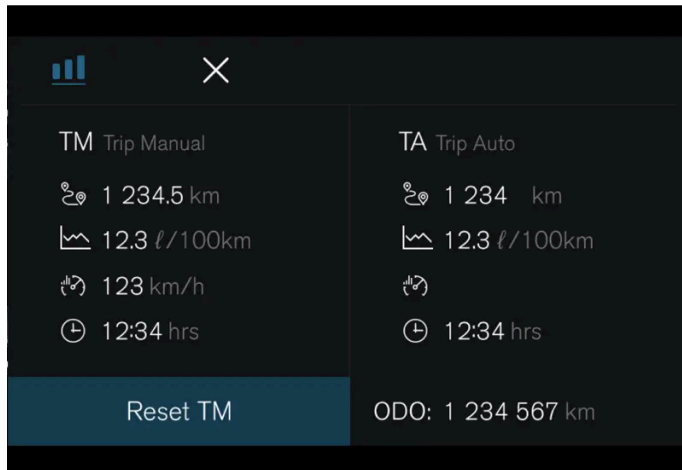 TM Trip Manual
1 234.5 km
12.3 ℓ/100km
123 km/h
12:34 hrs
Reset TM
TA Trip Auto
1 234 km
12.3 ℓ/100km
12:34 hrs
ODO: 1 234 567 km